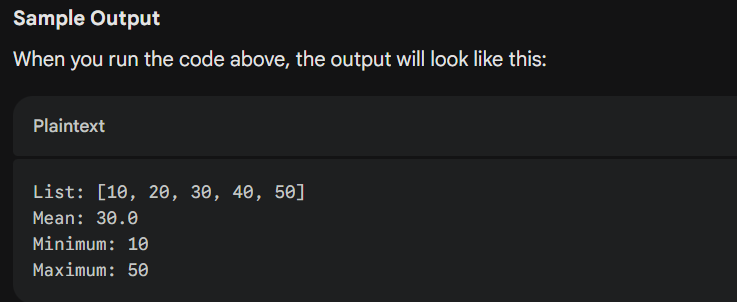 Sample Output
When you run the code above, the output will look like this:
Plaintext
List: [10, 20, 30, 40, 50]
Mean: 30.0
Minimum: 10
Maximum: 50